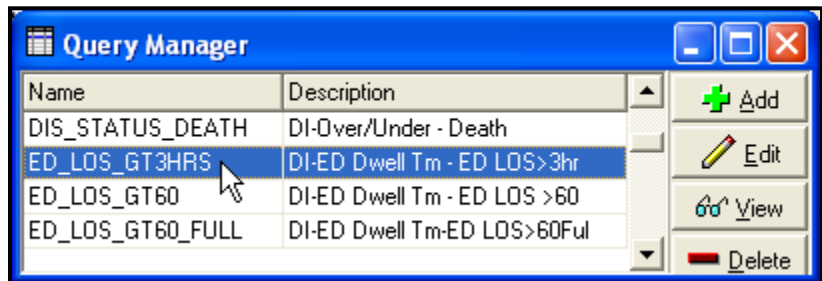 Query Manager
Name Description
Add
DIS_STATUS_DEATH DI-Over/Under - Death
ED_LOS_GT3HRS DI-ED Dwell Tm - ED LOS>3hr
Edit
ED_LOS_GT60 DI-ED Dwell Tm - ED LOS >60
View
ED_LOS_GT60_FULL DI-ED Dwell Tm-ED LOS>60Ful
Delete